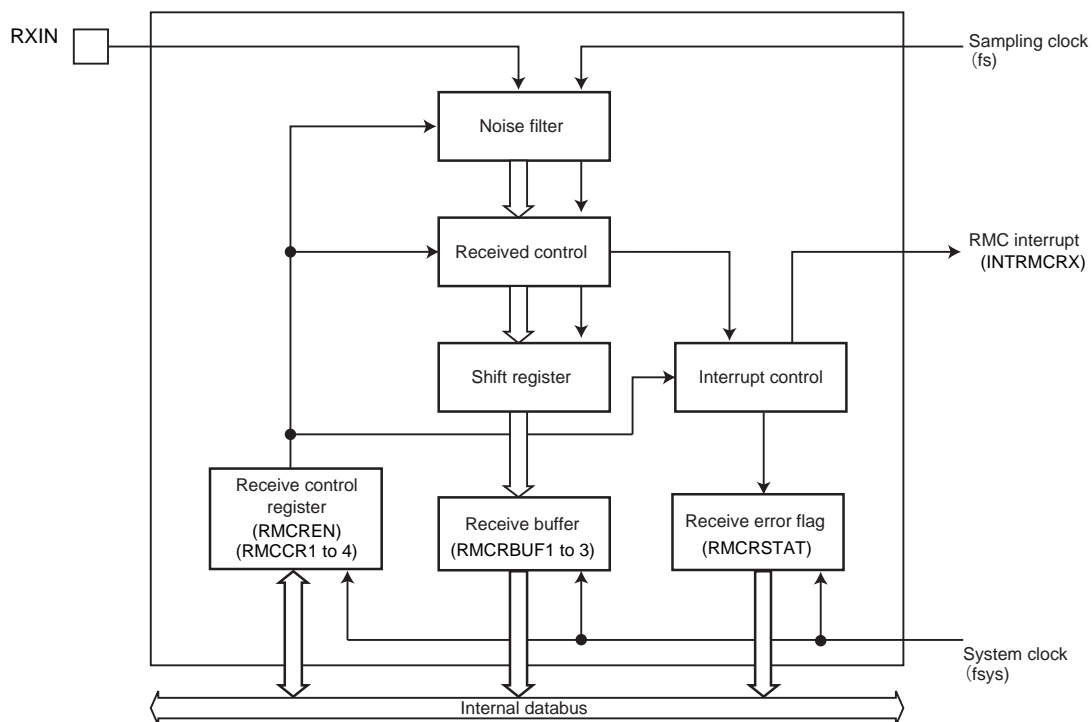 RXIN
Sampling clock
(fs)
Noise filter
Received control
RMC interrupt
(INTRMCRX)
Shift register
Interrupt control
Receive control
register
(RMCREN)
(RMCCR1 to 4)
Receive buffer
(RMCRBUF1 to 3)
Receive error flag
(RMCRSTAT)
System clock
(fsys)
Internal databus